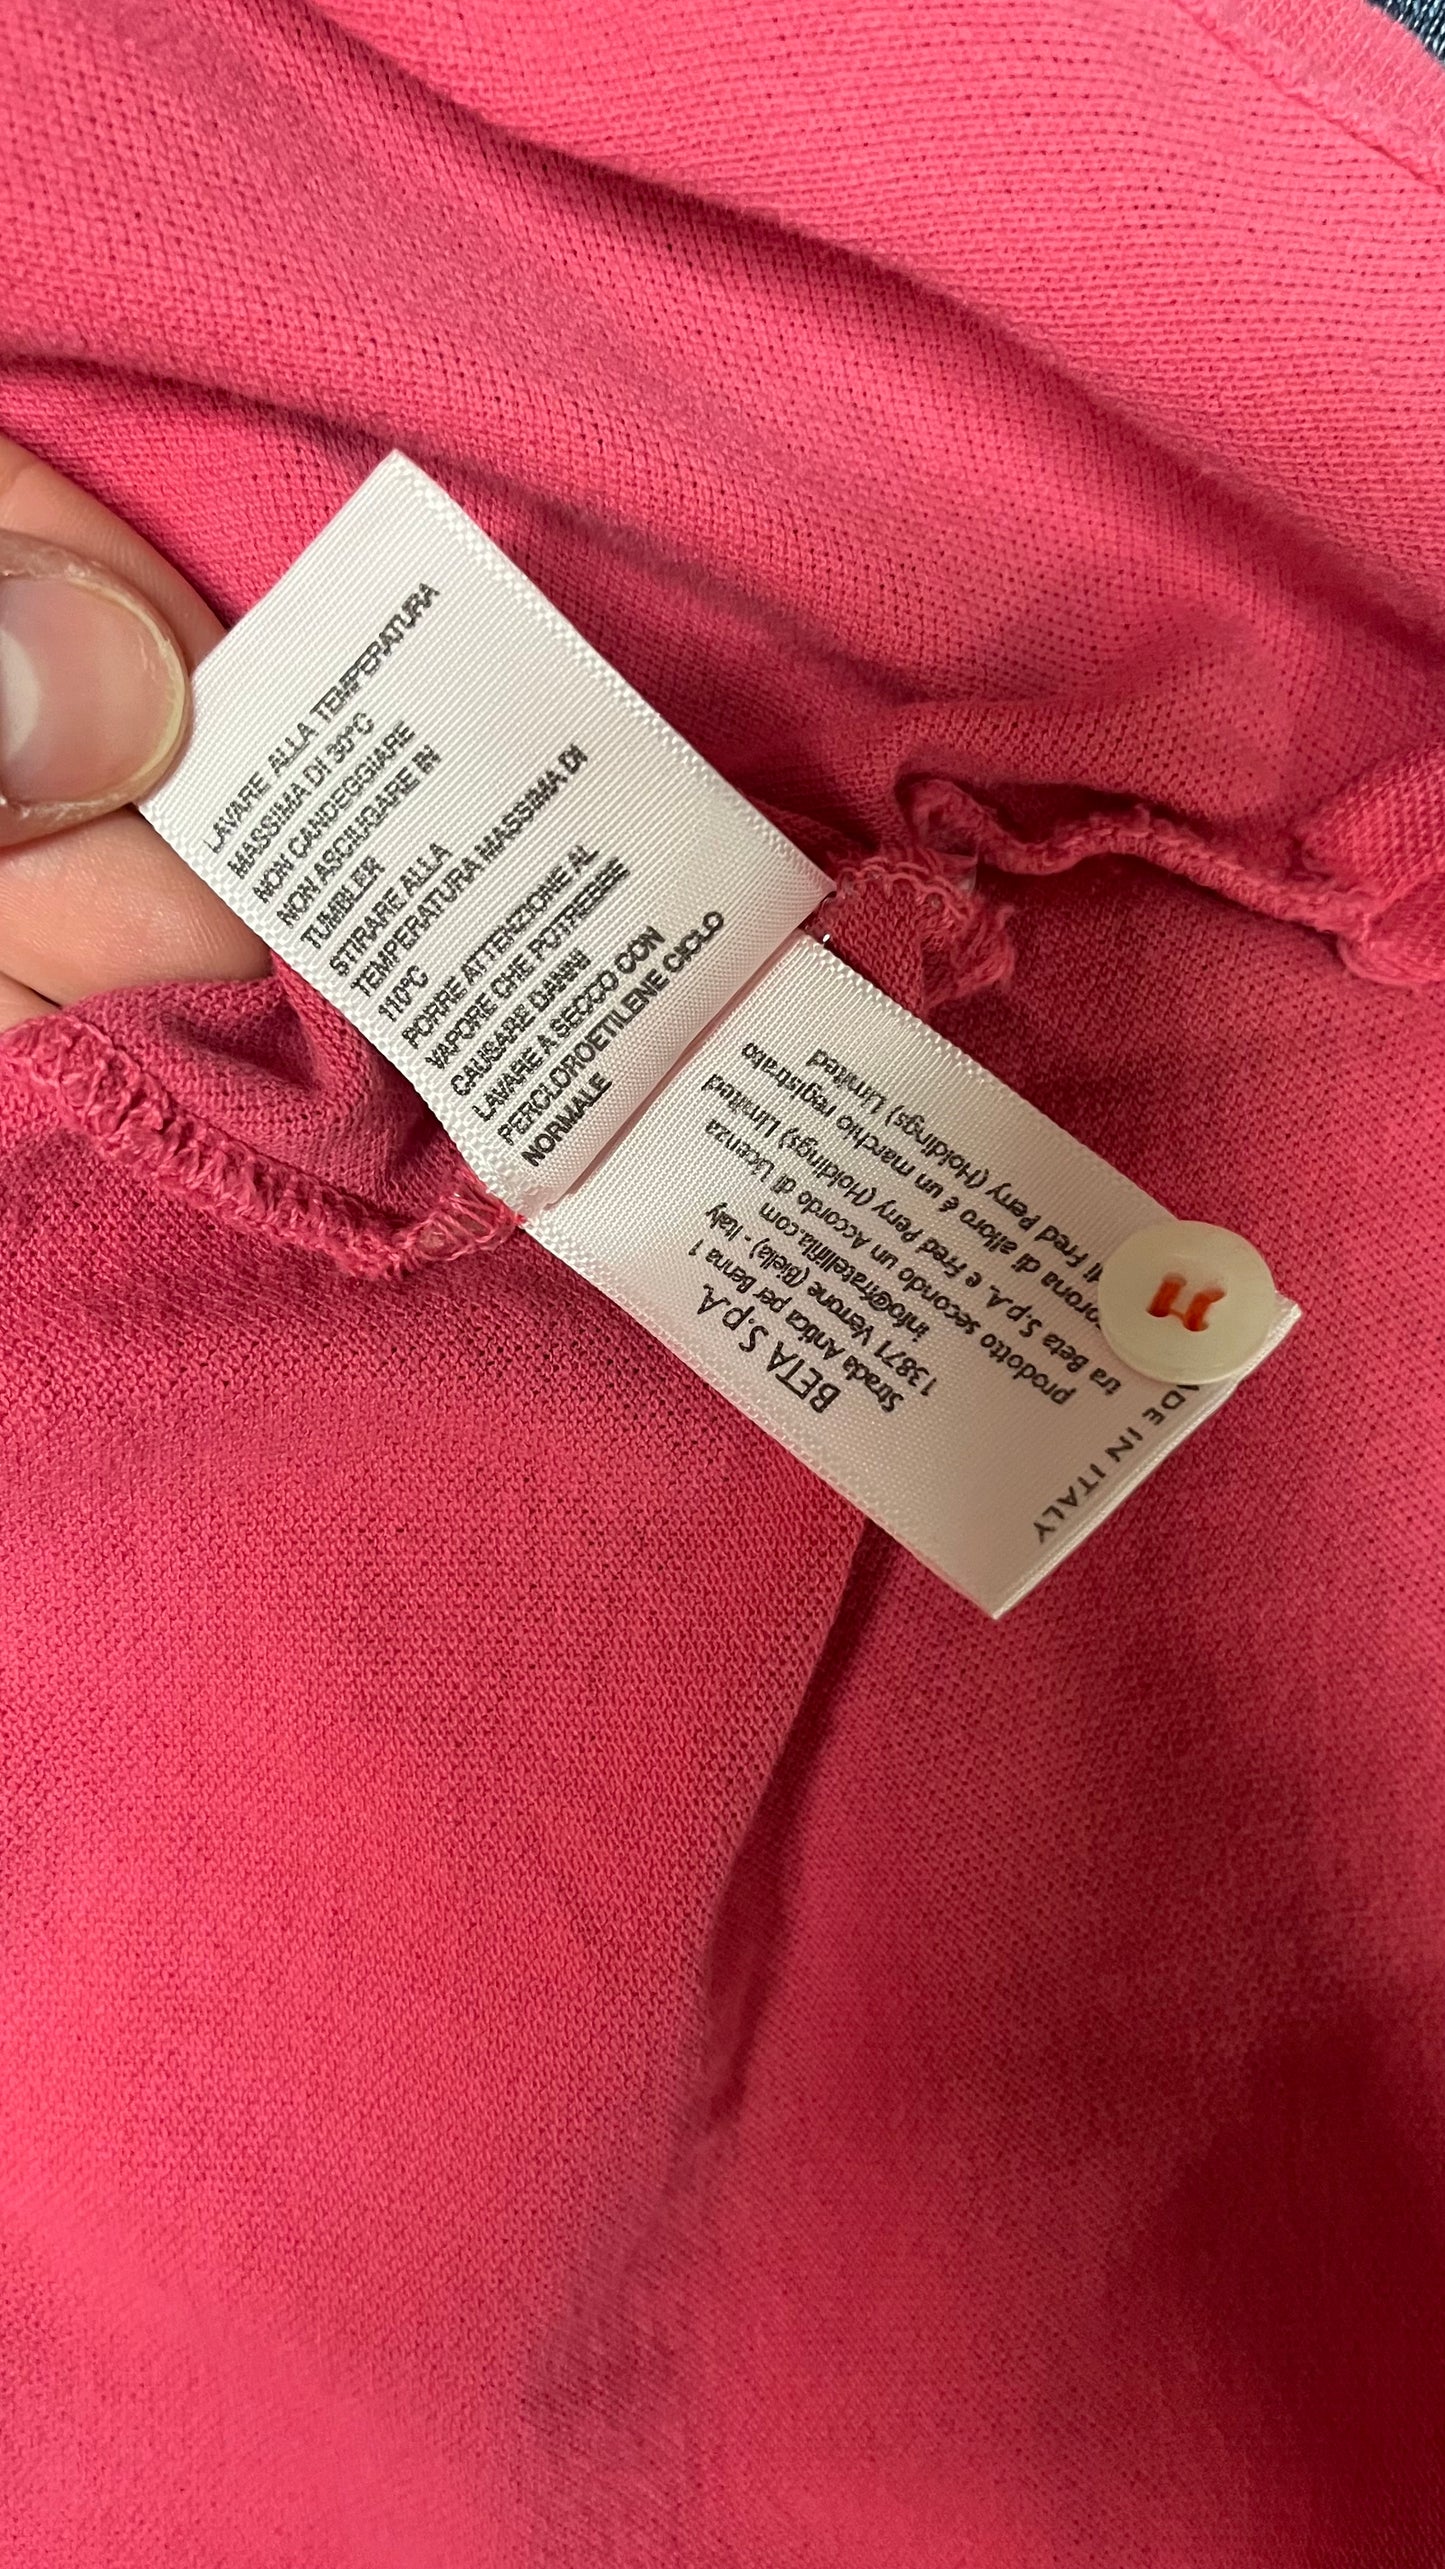 LAVARE ALLA TEMPERATURA
MASSIMA DI 30°C
NON CANDEGGIARE
NON ASCIUGARE IN
TUMBLER
STIRARE ALLA
TEMPERATURA MASSIMA DI
110°C
PORRE ATTENZIONE AL
VAPORE CHE POTREBBE
CAUSARE DANNI
LAVARE A SECCO CON
PERCLOROETILENE CICLO
NORMALE
BETA S.p.A.
Strada Antica per Benna 1
13871 Verrone (Biella) - Italy
info@fratellifila.com
prodotto secondo un Accordo di Licenza
tra Beta S.p.A. e Fred Perry (Holdings) Limited
orona di alloro é un marchio registrato
di Fred Perry (Holdings) Limited
ADE IN ITALY